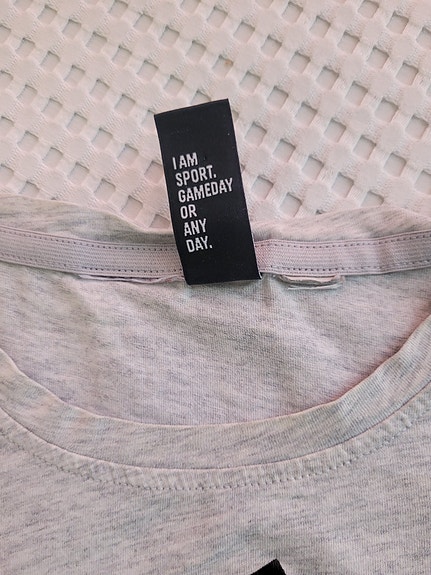 I AM
SPORT.
GAMEDAY
OR
ANY
DAY.